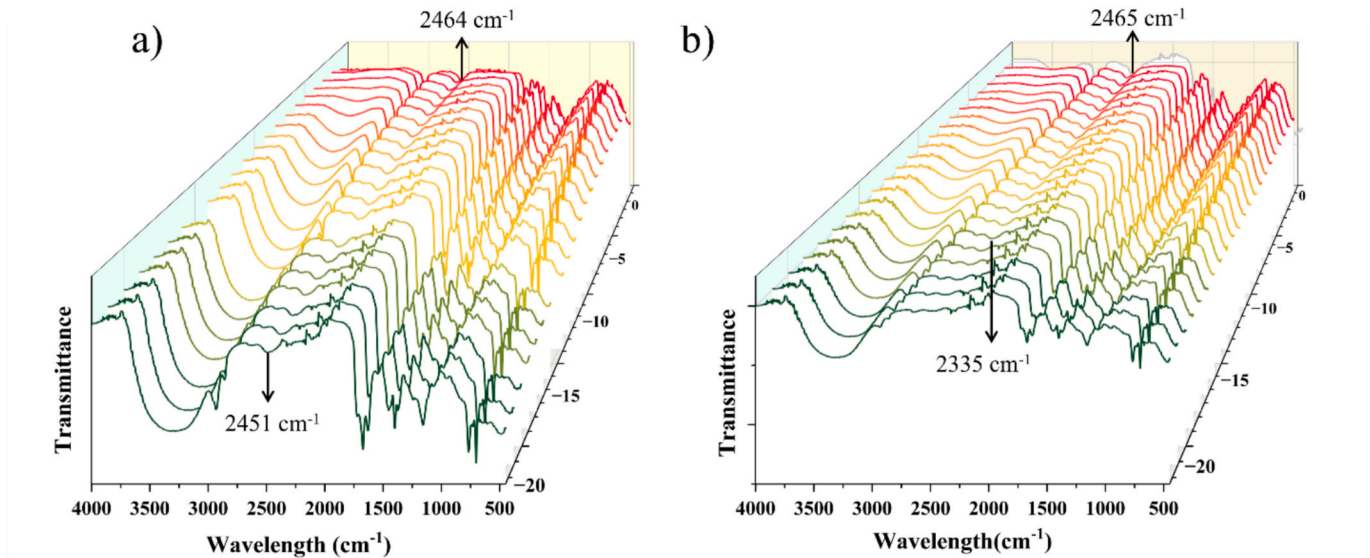 a)
2464 cm-1
0
−5
−10
−15
−20
2451 cm-1
Transmittance
4000 3500 3000 2500 2000 1500 1000 500
Wavelength (cm-1)
b)
2465 cm-1
0
−5
−10
−15
−20
2335 cm-1
Transmittance
4000 3500 3000 2500 2000 1500 1000 500
Wavelength(cm-1)